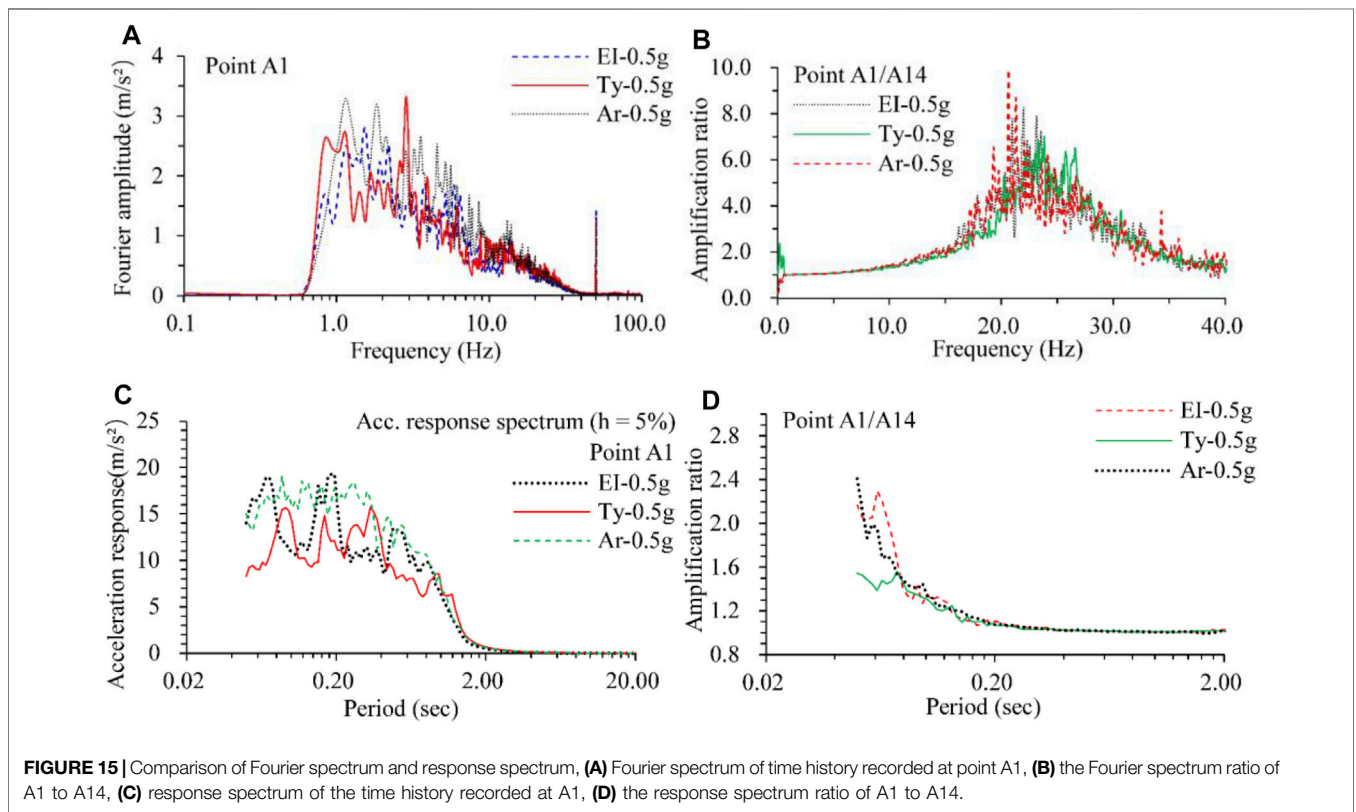 A
Point A1
EI-0.5g
Ty-0.5g
Ar-0.5g
Fourier amplitude (m/s²)
4
3
2
1
0
0.1 1.0 10.0 100.0
Frequency (Hz)
B
Point A1/A14
EI-0.5g
Ty-0.5g
Ar-0.5g
Amplification ratio
10.0
8.0
6.0
4.0
2.0
0.0
0.0 10.0 20.0 30.0 40.0
Frequency (Hz)
C
Acc. response spectrum (h = 5%)
Point A1
EI-0.5g
Ty-0.5g
Ar-0.5g
Acceleration response(m/s²)
25
20
15
10
5
0
0.02 0.20 2.00 20.00
Period (sec)
D
Point A1/A14
EI-0.5g
Ty-0.5g
Ar-0.5g
Amplification ratio
2.8
2.4
2.0
1.6
1.2
0.8
0.02 0.20 2.00
Period (sec)
FIGURE 15 | Comparison of Fourier spectrum and response spectrum, (A) Fourier spectrum of time history recorded at point A1, (B) the Fourier spectrum ratio of
A1 to A14, (C) response spectrum of the time history recorded at A1, (D) the response spectrum ratio of A1 to A14.